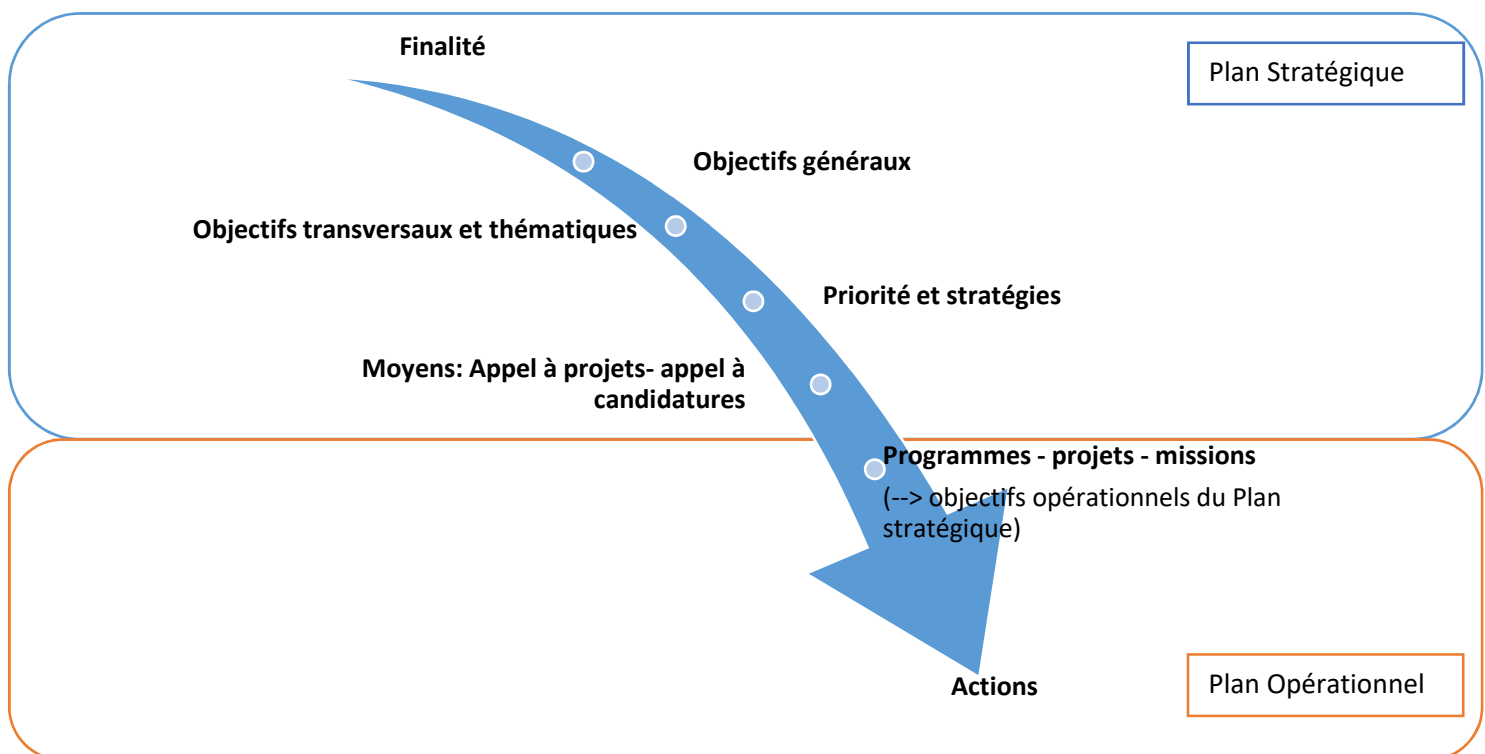 Finalité
Plan Stratégique
Objectifs généraux
Objectifs transversaux et thématiques
Priorité et stratégies
Moyens: Appel à projets- appel à
candidatures
Programmes - projets - missions
(--> objectifs opérationnels du Plan
stratégique)
Actions
Plan Opérationnel